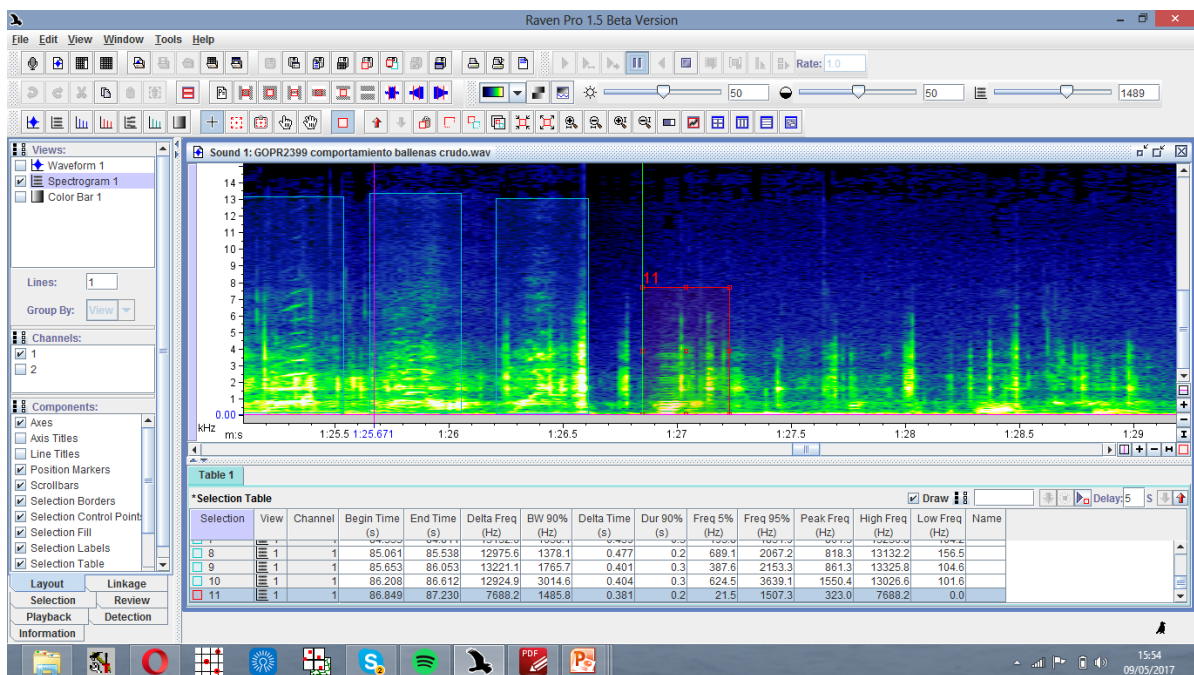 Raven Pro 1.5 Beta Version
File Edit View Window Tools Help
Rate: 1.0
50 50 1489
Views:
Waveform 1
Spectrogram 1
Color Bar 1
Lines: 1
Group By: View
Channels:
1
2
Components:
Axes
Axis Titles
Line Titles
Position Markers
Scrollbars
Selection Borders
Selection Control Points
Selection Fill
Selection Labels
Selection Table
Layout Linkage
Selection Review
Playback Detection
Information
Sound 1: GOPR2399 comportamiento ballenas crudo.wav
14
13
12
11
10
9
8
7
6
5
4
3
2
1
0.00
kHz
11
m:s 1:25.5 1:25.671 1:26 1:26.5 1:27 1:27.5 1:28 1:28.5 1:29
Table 1
*Selection Table Draw Delay: 5 S
Selection View Channel Begin Time (s) End Time (s) Delta Freq (Hz) BW 90% (Hz) Delta Time (s) Dur 90% (s) Freq 5% (Hz) Freq 95% (Hz) Peak Freq (Hz) High Freq (Hz) Low Freq (Hz) Name
8 1 1 85.061 85.538 12975.6 1378.1 0.477 0.2 689.1 2067.2 818.3 13132.2 156.5
9 1 1 85.653 86.053 13221.1 1765.7 0.401 0.3 387.6 2153.3 861.3 13325.8 104.6
10 1 1 86.208 86.612 12924.9 3014.6 0.404 0.3 624.5 3639.1 1550.4 13026.6 101.6
11 1 1 86.849 87.230 7688.2 1485.8 0.381 0.2 21.5 1507.3 323.0 7688.2 0.0
PDF
15:54
09/05/2017